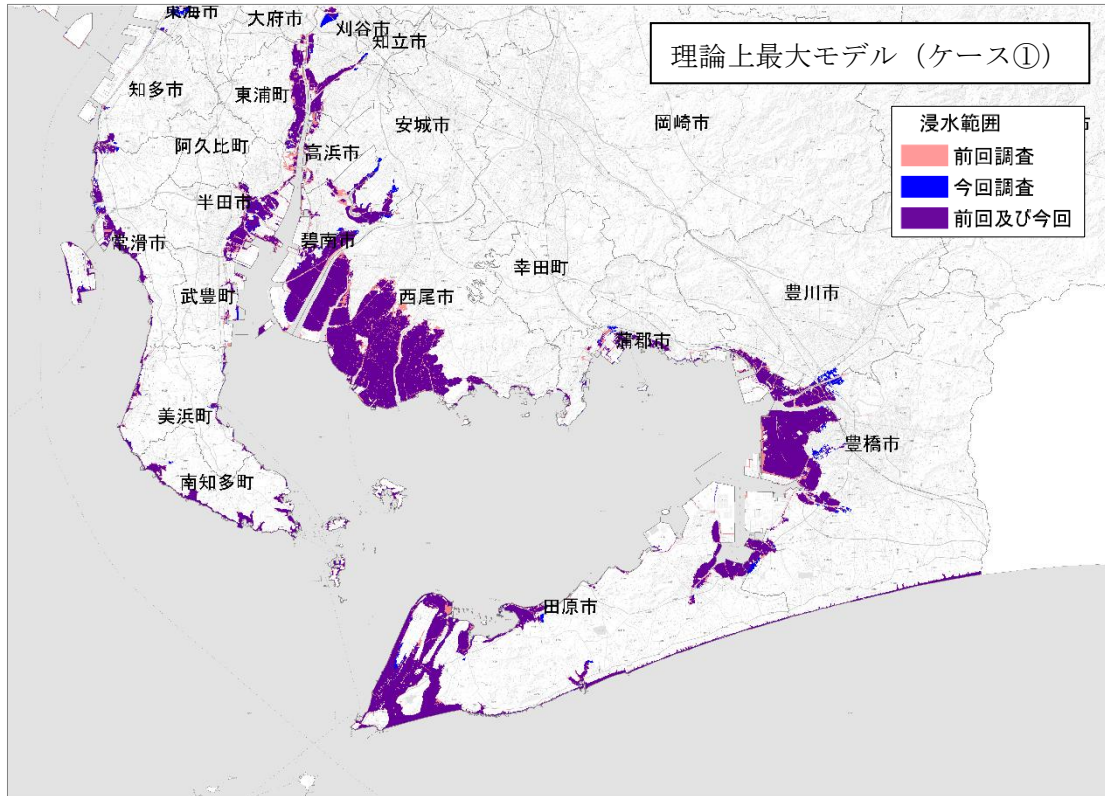 東海市
大府市
刈谷市
知立市
理論上最大モデル（ケース①）
知多市
東浦町
安城市
岡崎市
浸水範囲
市
阿久比町
高浜市
前回調査
今回調査
半田市
前回及び今回
常滑市
碧南市
幸田町
武豊町
西尾市
豊川市
蒲郡市
美浜町
豊橋市
南知多町
田原市